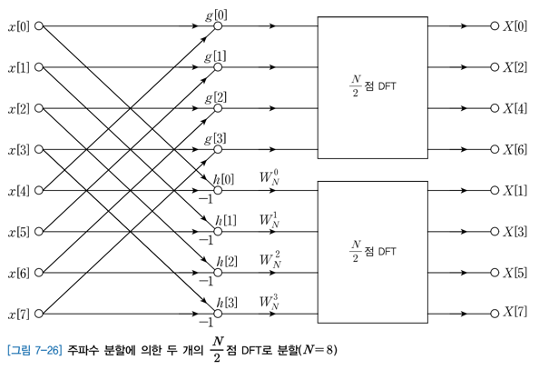 x[0] g[0] X[0]
x[1] g[1] X[2]
x[2] g[2] N/2 점 DFT X[4]
x[3] g[3] X[6]
x[4] h[0] −1 W_N^0 X[1]
x[5] h[1] −1 W_N^1 X[3]
x[6] h[2] −1 W_N^2 N/2 점 DFT X[5]
x[7] h[3] −1 W_N^3 X[7]
[그림 7-26] 주파수 분할에 의한 두 개의 N/2 점 DFT로 분할(N=8)